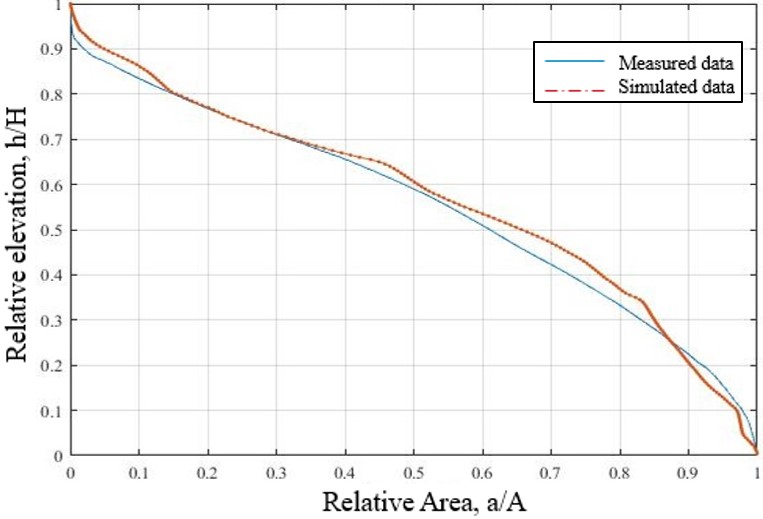 1
0.9
0.8
0.7
0.6
0.5
0.4
0.3
0.2
0.1
0
Relative elevation, h/H
Measured data
Simulated data
0 0.1 0.2 0.3 0.4 0.5 0.6 0.7 0.8 0.9 1
Relative Area, a/A